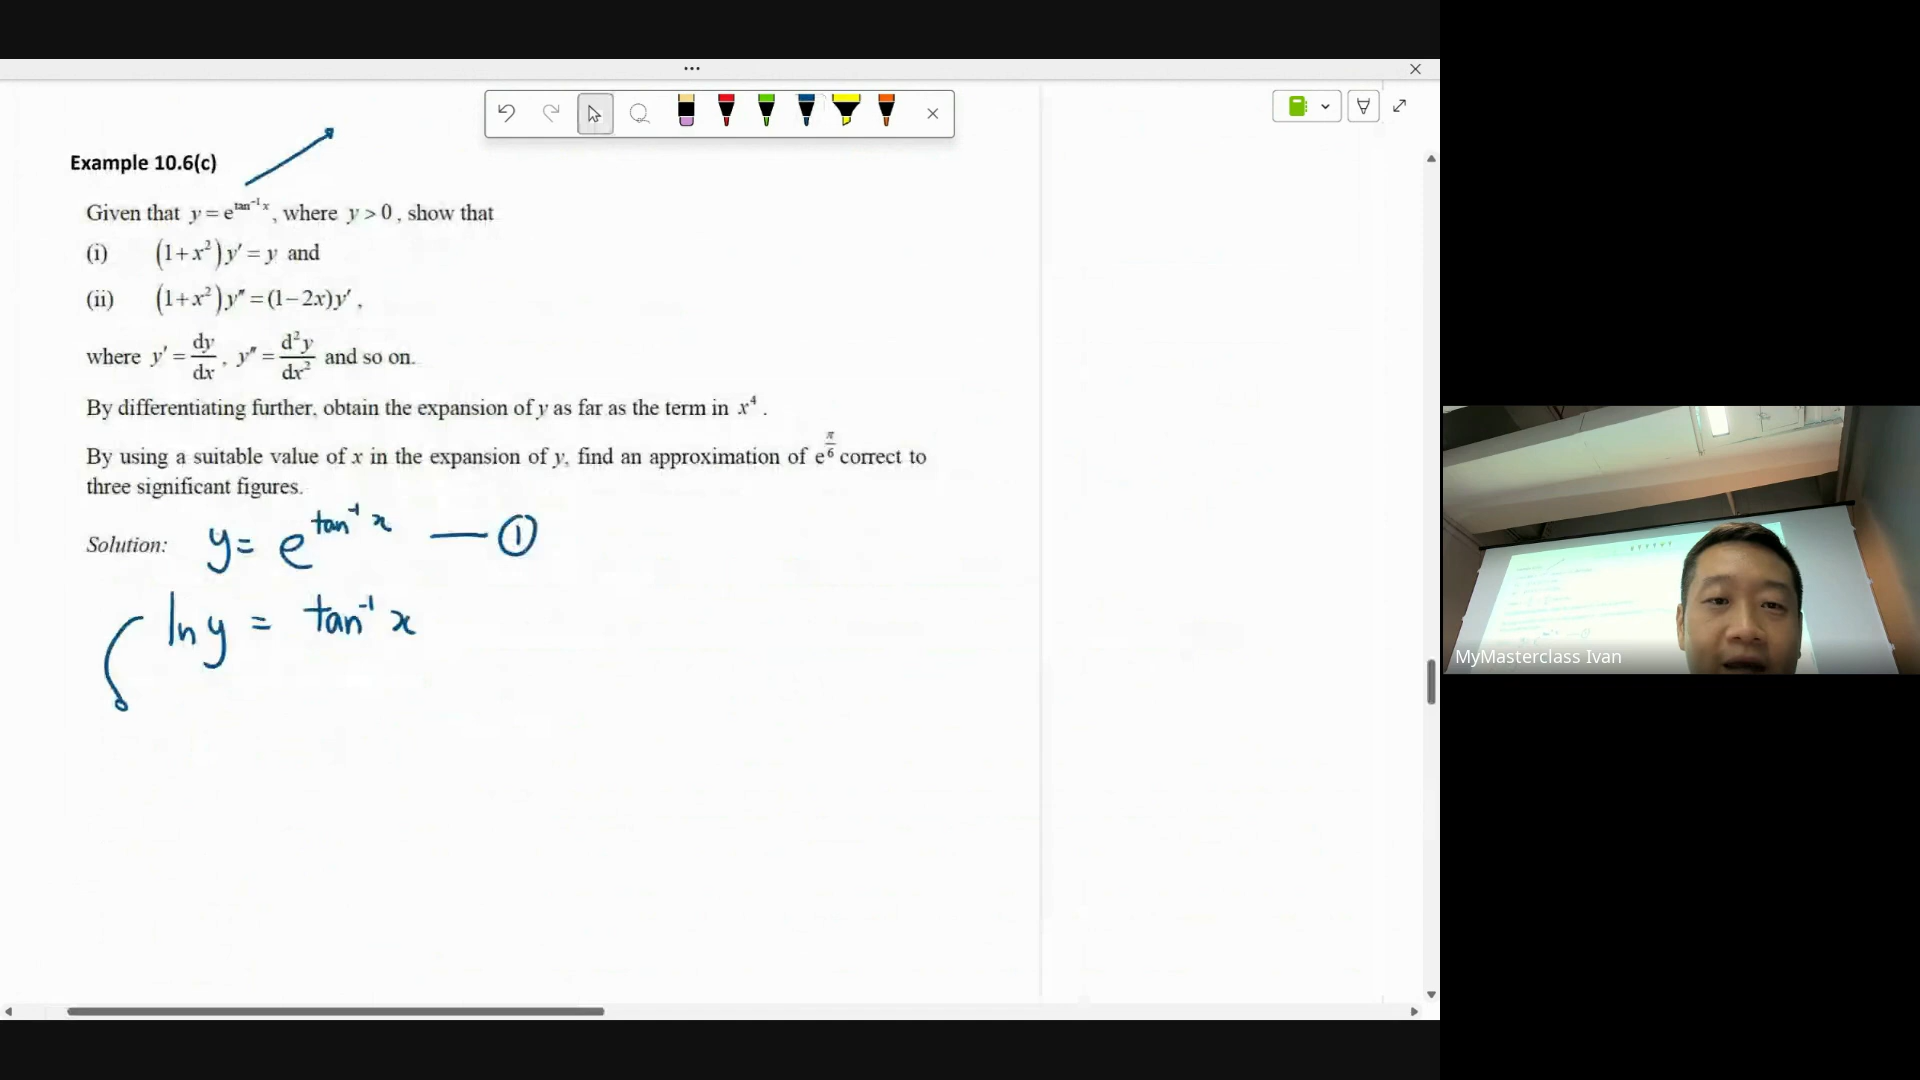 Example 10.6(c)
Given that y = e^{tan⁻¹ x}, where y > 0, show that
(i) (1+x²)y′ = y and
(ii) (1+x²)y″ = (1−2x)y′,
where y′ = dy/dx, y″ = d²y/dx² and so on.
By differentiating further, obtain the expansion of y as far as the term in x⁴.
By using a suitable value of x in the expansion of y, find an approximation of e^{π/6} correct to
three significant figures.
Solution: y = e^{tan⁻¹ x} — ①
ln y = tan⁻¹ x
MyMasterclass Ivan